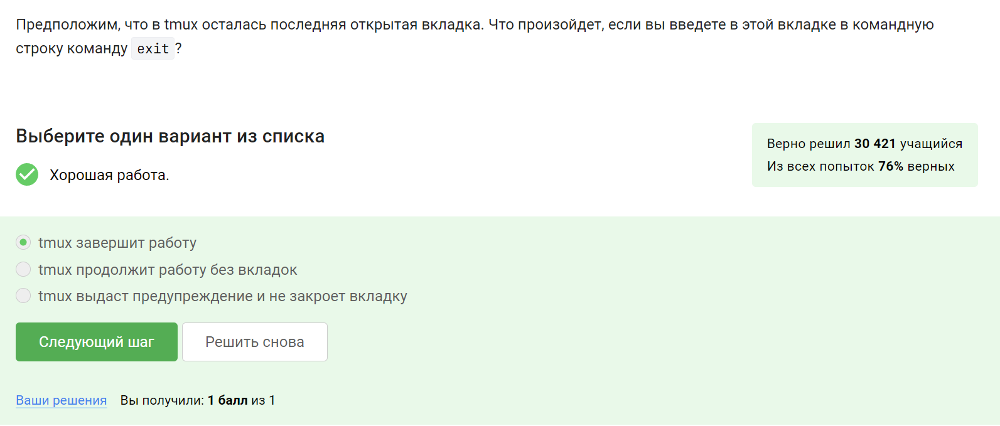 Предположим, что в tmux осталась последняя открытая вкладка. Что произойдет, если вы введете в этой вкладке в командную
строку команду exit?
Выберите один вариант из списка
Хорошая работа.
Верно решил 30 421 учащийся
Из всех попыток 76% верных
tmux завершит работу
tmux продолжит работу без вкладок
tmux выдаст предупреждение и не закроет вкладку
Следующий шаг
Решить снова
Ваши решения Вы получили: 1 балл из 1